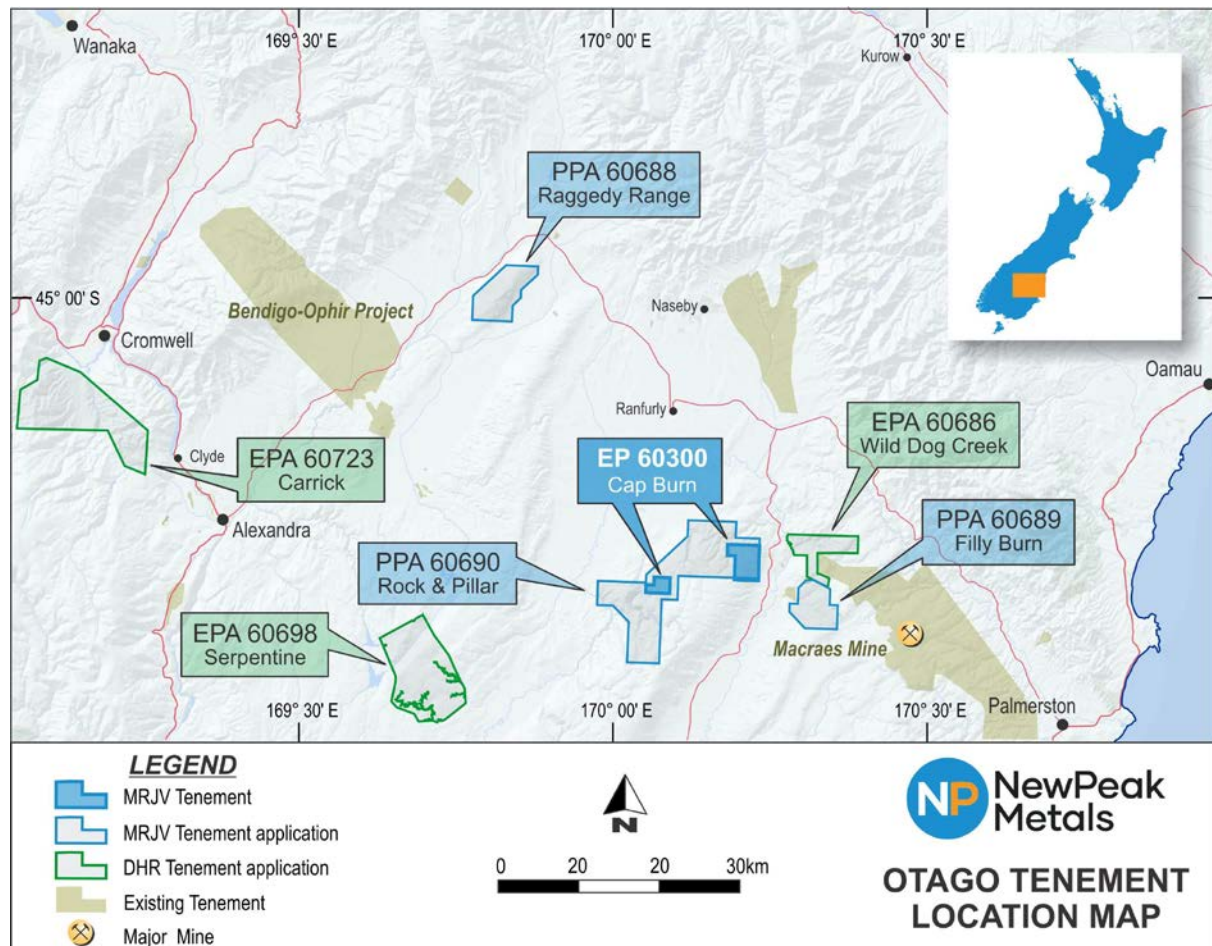 Wanaka
169° 30' E
170° 00' E
170° 30' E
Kurow
PPA 60688
Raggedy Range
Bendigo-Ophir Project
45° 00' S
Naseby
Cromwell
Oamau
Ranfurly
EPA 60686
Wild Dog Creek
EP 60300
Cap Burn
Clyde
EPA 60723
Carrick
PPA 60689
Filly Burn
Alexandra
PPA 60690
Rock & Pillar
EPA 60698
Serpentine
Macraes Mine
169° 30' E
170° 00' E
170° 30' E
Palmerston
LEGEND
MRJV Tenement
MRJV Tenement application
DHR Tenement application
Existing Tenement
Major Mine
N
0 20 20 30km
NP NewPeak
Metals
OTAGO TENEMENT
LOCATION MAP